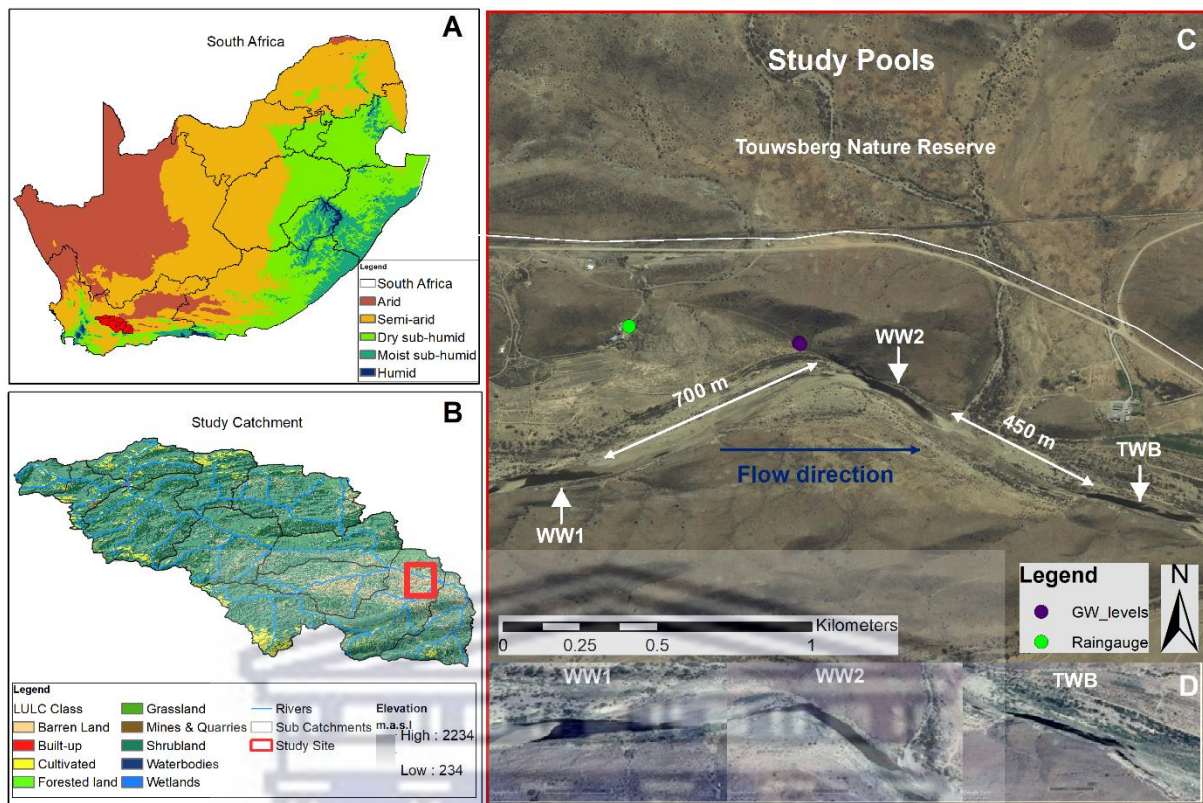 A
South Africa
Legend
South Africa
Arid
Semi-arid
Dry sub-humid
Moist sub-humid
Humid
B
Study Catchment
Legend
LULC Class
Barren Land
Built-up
Cultivated
Forested land
Grassland
Mines & Quarries
Shrubland
Waterbodies
Wetlands
Rivers
Sub Catchments
Study Site
Elevation
m.a.s.l
High : 2234
Low : 234
C
Study Pools
Touwsberg Nature Reserve
WW2
700 m
450 m
TWB
Flow direction
WW1
Legend
GW_levels
Raingauge
N
Kilometers
0 0.25 0.5 1
WW1 WW2 TWB D